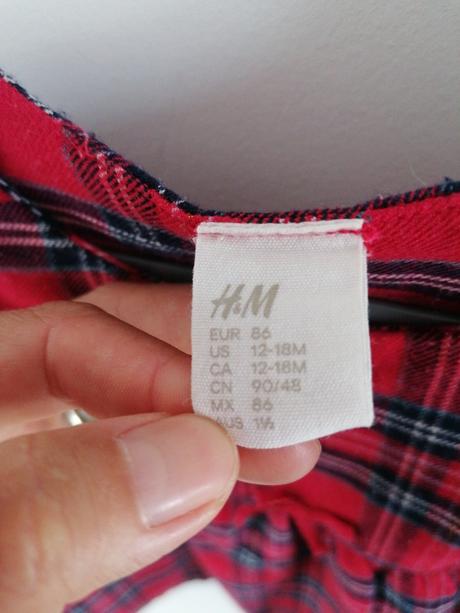 H&M
EUR 86
US 12-18M
CA 12-18M
CN 90/48
MX 86
AUS 1½